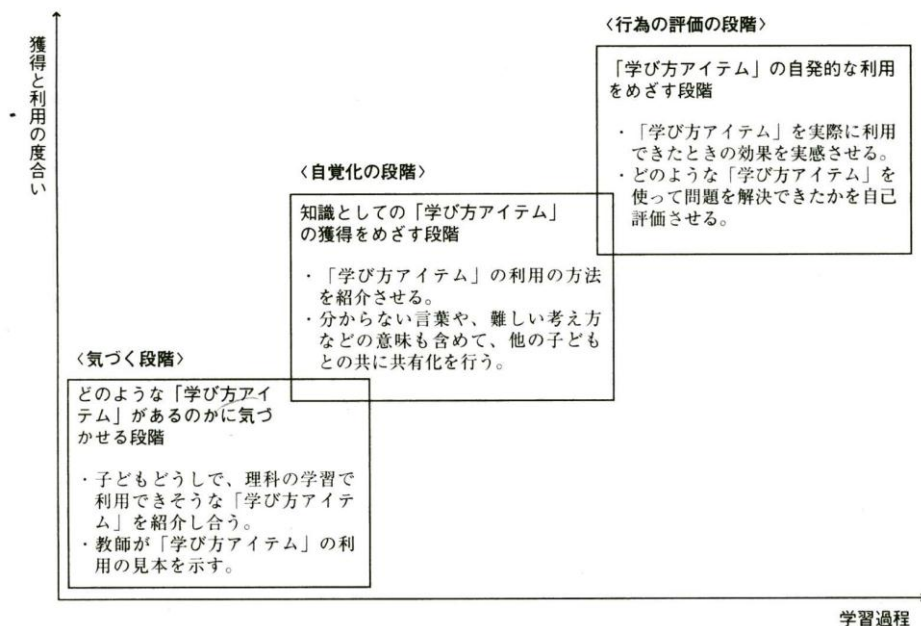 〈行為の評価の段階〉
「学び方アイテム」の自発的な利用
をめざす段階
・「学び方アイテム」を実際に利用
できたときの効果を実感させる。
・どのような「学び方アイテム」を
使って問題を解決できたかを自己
評価させる。
獲得と利用の度合い
〈自覚化の段階〉
知識としての「学び方アイテム」
の獲得をめざす段階
・「学び方アイテム」の利用の方法
を紹介させる。
・分からない言葉や、難しい考え方
などの意味も含めて、他の子ども
との共に共有化を行う。
〈気づく段階〉
どのような「学び方アイ
テム」があるのかに気づ
かせる段階
・子どもどうしで、理科の学習で
利用できそうな「学び方アイテ
ム」を紹介し合う。
・教師が「学び方アイテム」の利
用の見本を示す。
学習過程